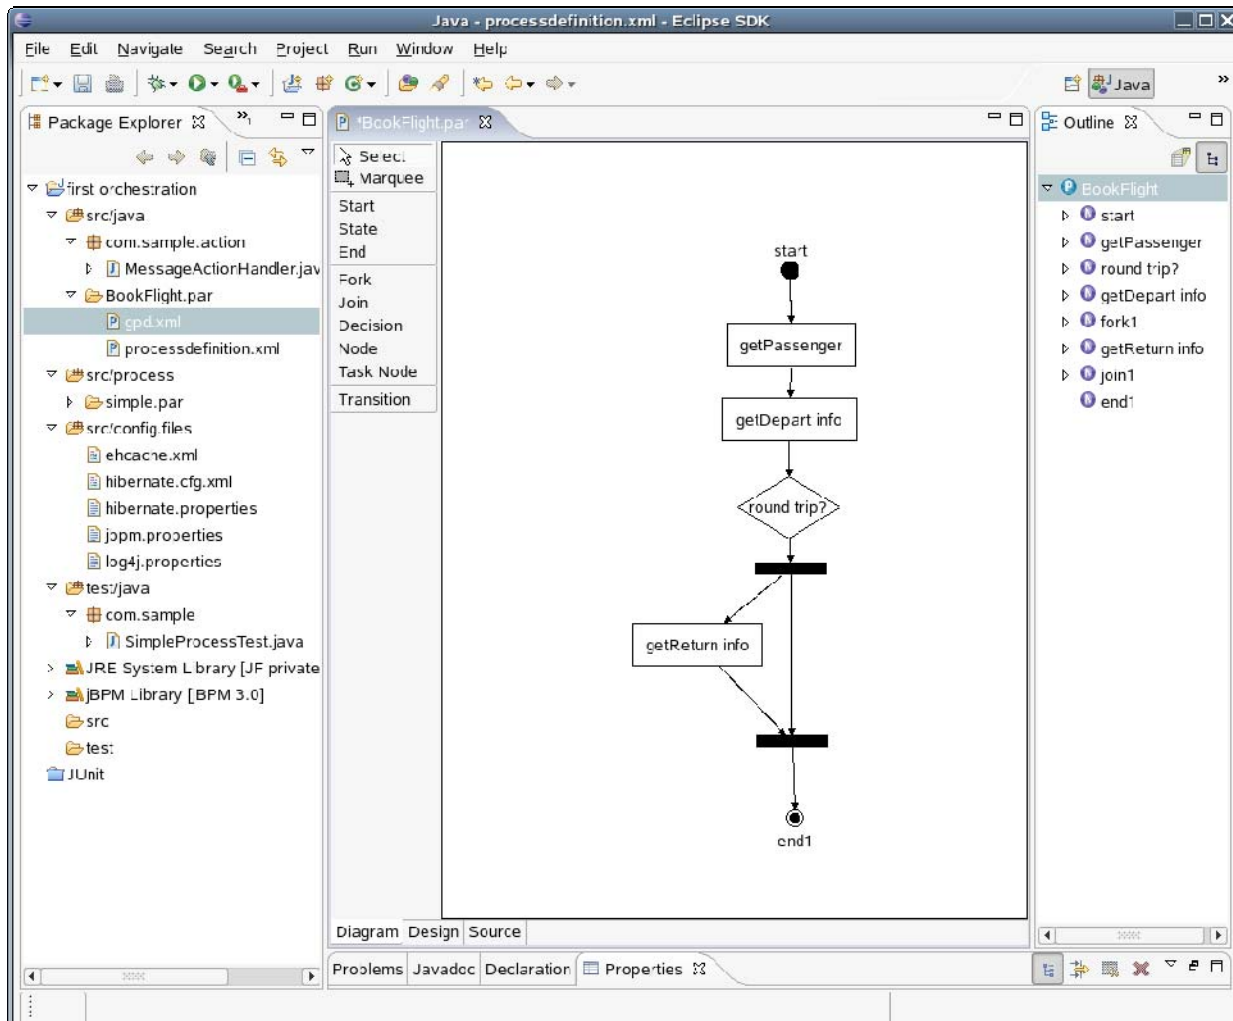 Java - processdefinition.xml - Eclipse SDK
File Edit Navigate Search Project Run Window Help
Java
Package Explorer
first orchestration
src/java
com.sample.action
MessageActionHandler.jav
BookFlight.par
gpd.xml
processdefinition.xml
src/process
simple.par
src/config.files
ehcache.xml
hibernate.cfg.xml
hibernate.properties
jbpm.properties
log4j.properties
test/java
com.sample
SimpleProcessTest.java
JRE System Library [JF private
jBPM Library [jBPM 3.0]
src
test
JUnit
*BookFlight.par
Select
Marquee
Start
State
End
Fork
Join
Decision
Node
Task Node
Transition
start
getPassenger
getDepart info
round trip?
getReturn info
end1
Diagram Design Source
Problems Javadoc Declaration Properties
Outline
BookFlight
start
getPassenger
round trip?
getDepart info
fork1
getReturn info
join1
end1